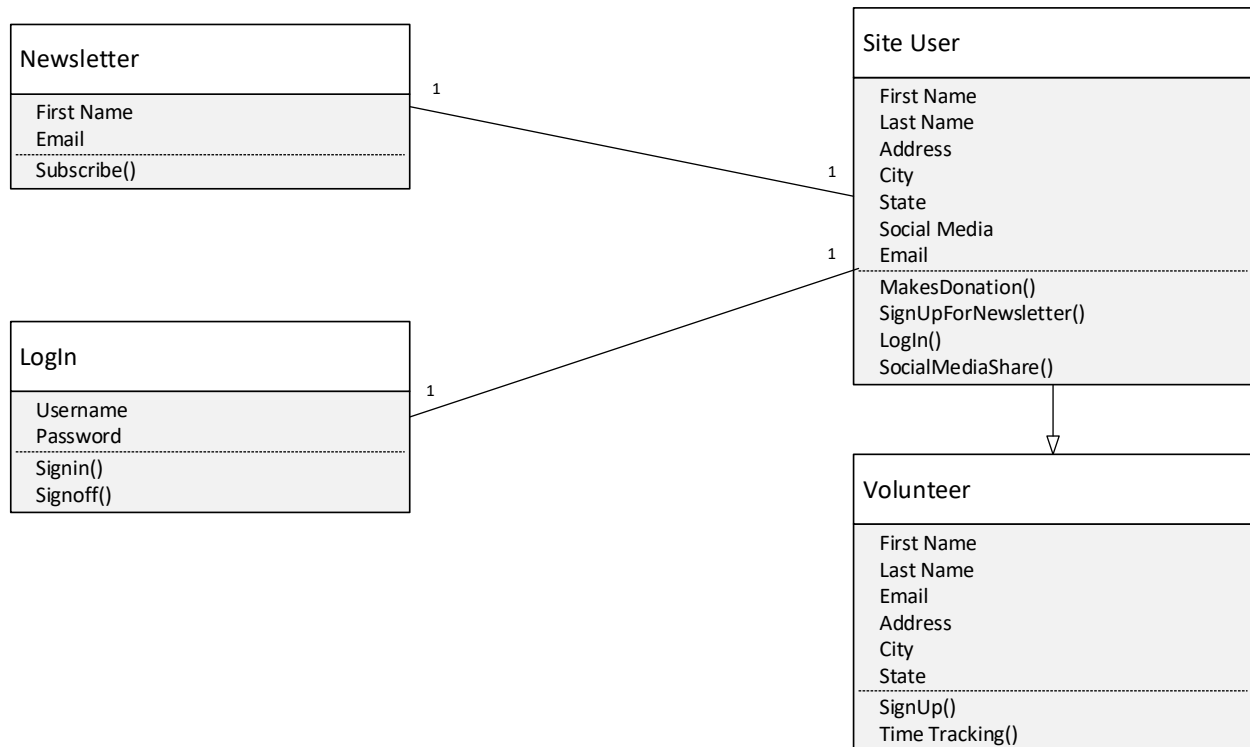 Newsletter
First Name
Email
Subscribe()
1
1
Site User
First Name
Last Name
Address
City
State
Social Media
Email
MakesDonation()
SignUpForNewsletter()
LogIn()
SocialMediaShare()
1
1
LogIn
Username
Password
Signin()
Signoff()
Volunteer
First Name
Last Name
Email
Address
City
State
SignUp()
Time Tracking()